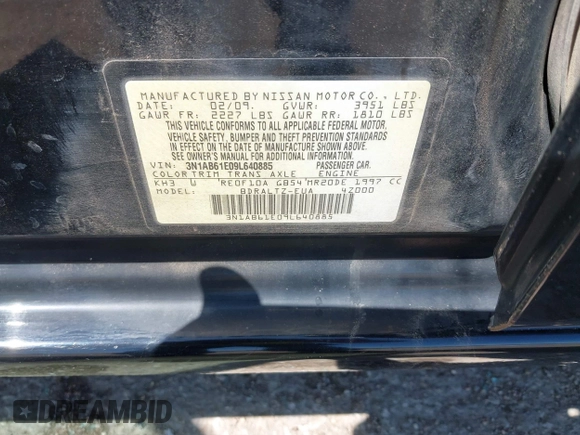 MANUFACTURED BY NISSAN MOTOR CO., LTD.
DATE: 02/09. GVWR: 3951 LBS
GAWR FR: 2227 LBS GAWR RR: 1810 LBS
THIS VEHICLE CONFORMS TO ALL APPLICABLE FEDERAL MOTOR
VEHICLE SAFETY, BUMPER AND THEFT PREVENTION STANDARDS
IN EFFECT ON THE DATE OF MANUFACTURE SHOWN ABOVE.
SEE OWNER'S MANUAL FOR ADDITIONAL INFORMATION.
VIN: 3N1AB61E09L640885 PASSENGER CAR.
COLOR TRIM TRANS AXLE ENGINE
KH3 W RE0F10A GB54 MR20DE 1997 CC
MODEL: BDRALTZ-EUA 4Z000
3N1AB61E09L640885
DREAMBID